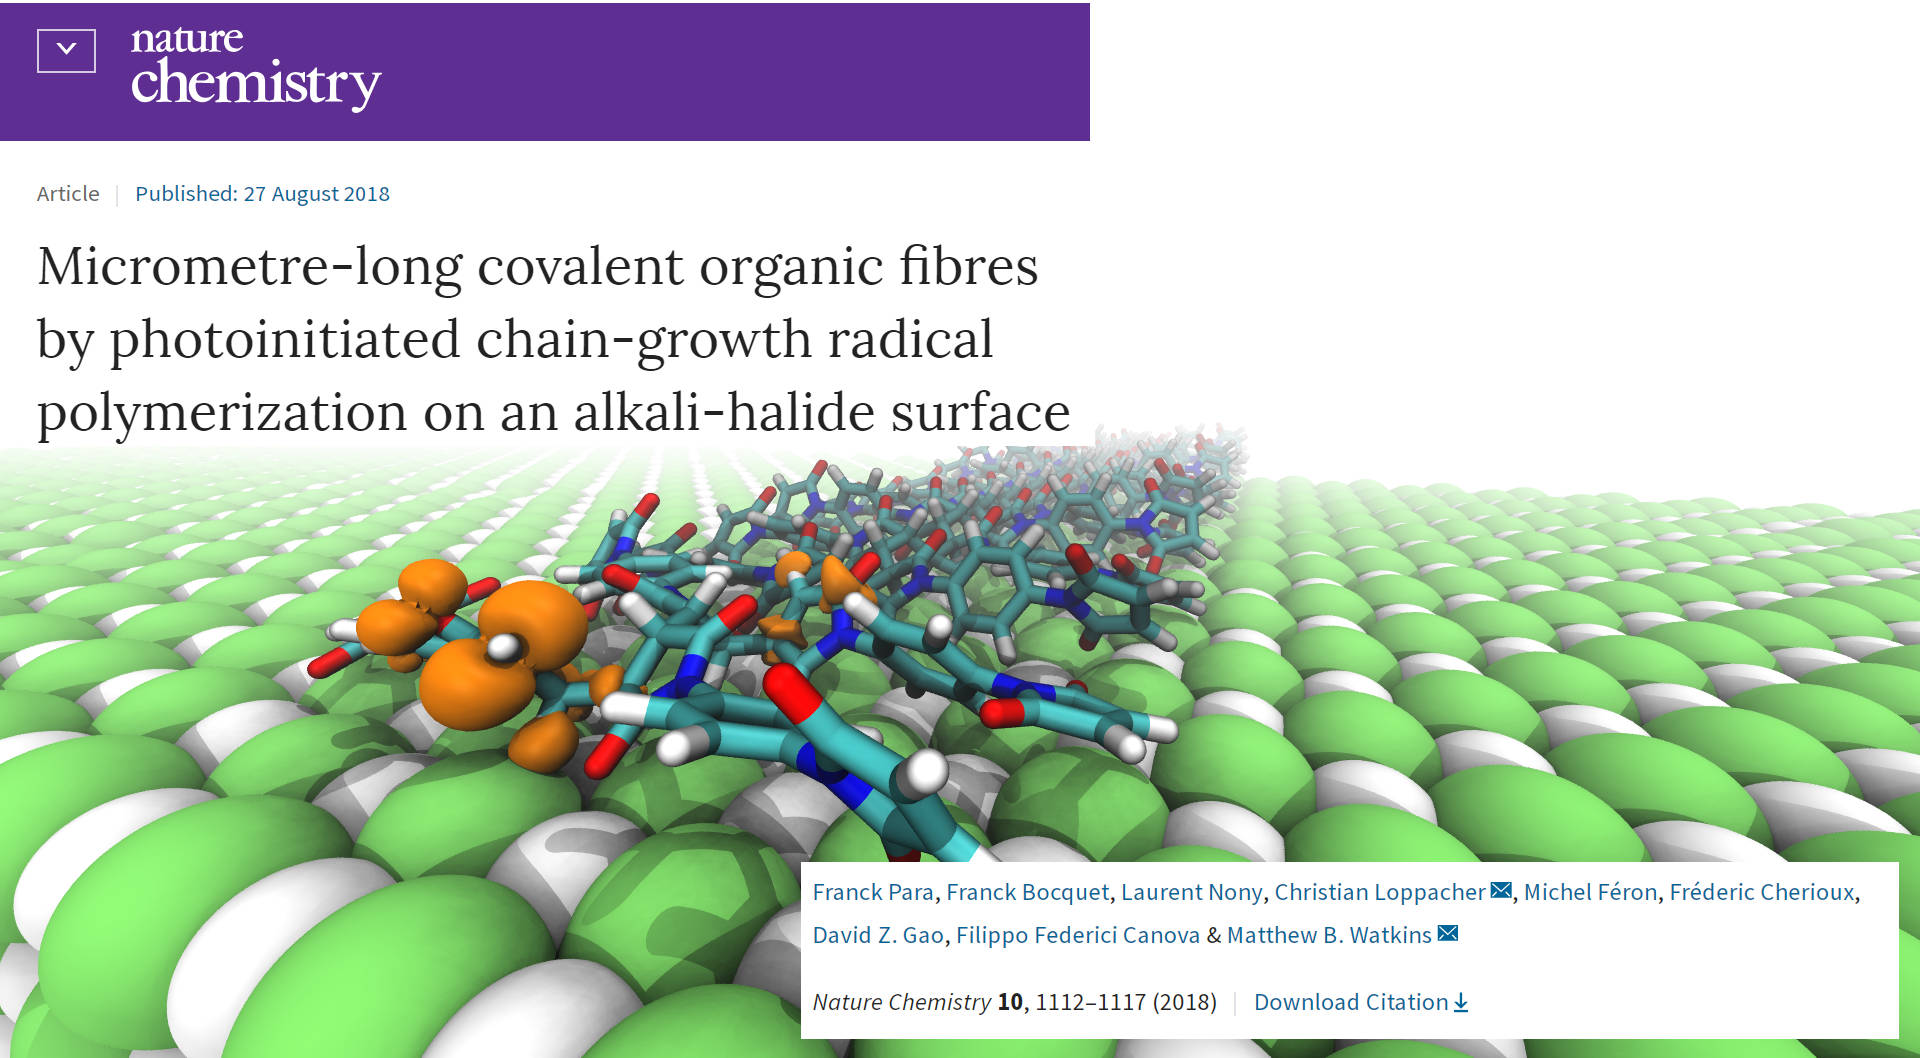 nature
chemistry
Article | Published: 27 August 2018
Micrometre-long covalent organic fibres
by photoinitiated chain-growth radical
polymerization on an alkali-halide surface
Franck Para, Franck Bocquet, Laurent Nony, Christian Loppacher, Michel Féron, Fréderic Cherioux,
David Z. Gao, Filippo Federici Canova & Matthew B. Watkins
Nature Chemistry 10, 1112–1117 (2018) | Download Citation